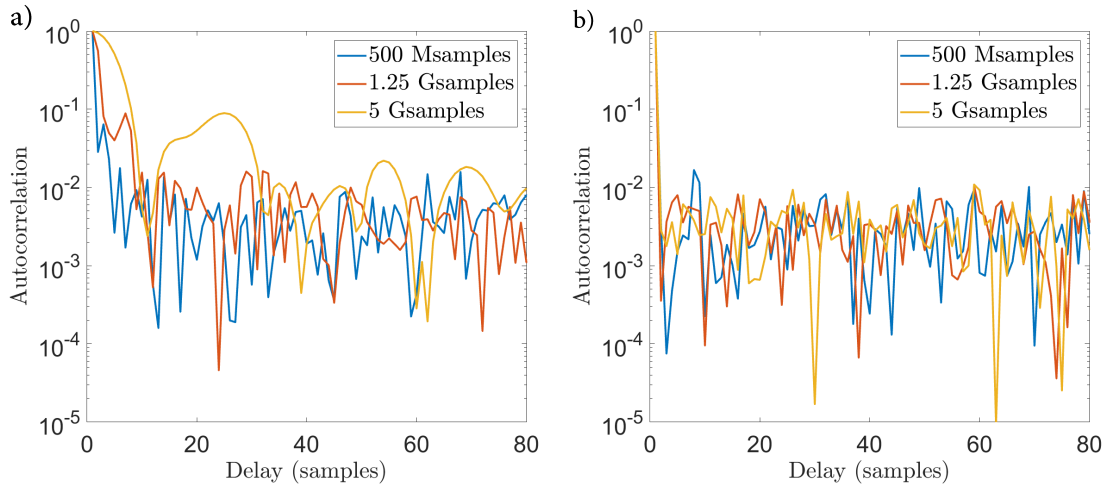 a)
10^0
10^-1
10^-2
10^-3
10^-4
10^-5
Autocorrelation
500 Msamples
1.25 Gsamples
5 Gsamples
0 20 40 60 80
Delay (samples)
b)
10^0
10^-1
10^-2
10^-3
10^-4
10^-5
Autocorrelation
500 Msamples
1.25 Gsamples
5 Gsamples
0 20 40 60 80
Delay (samples)